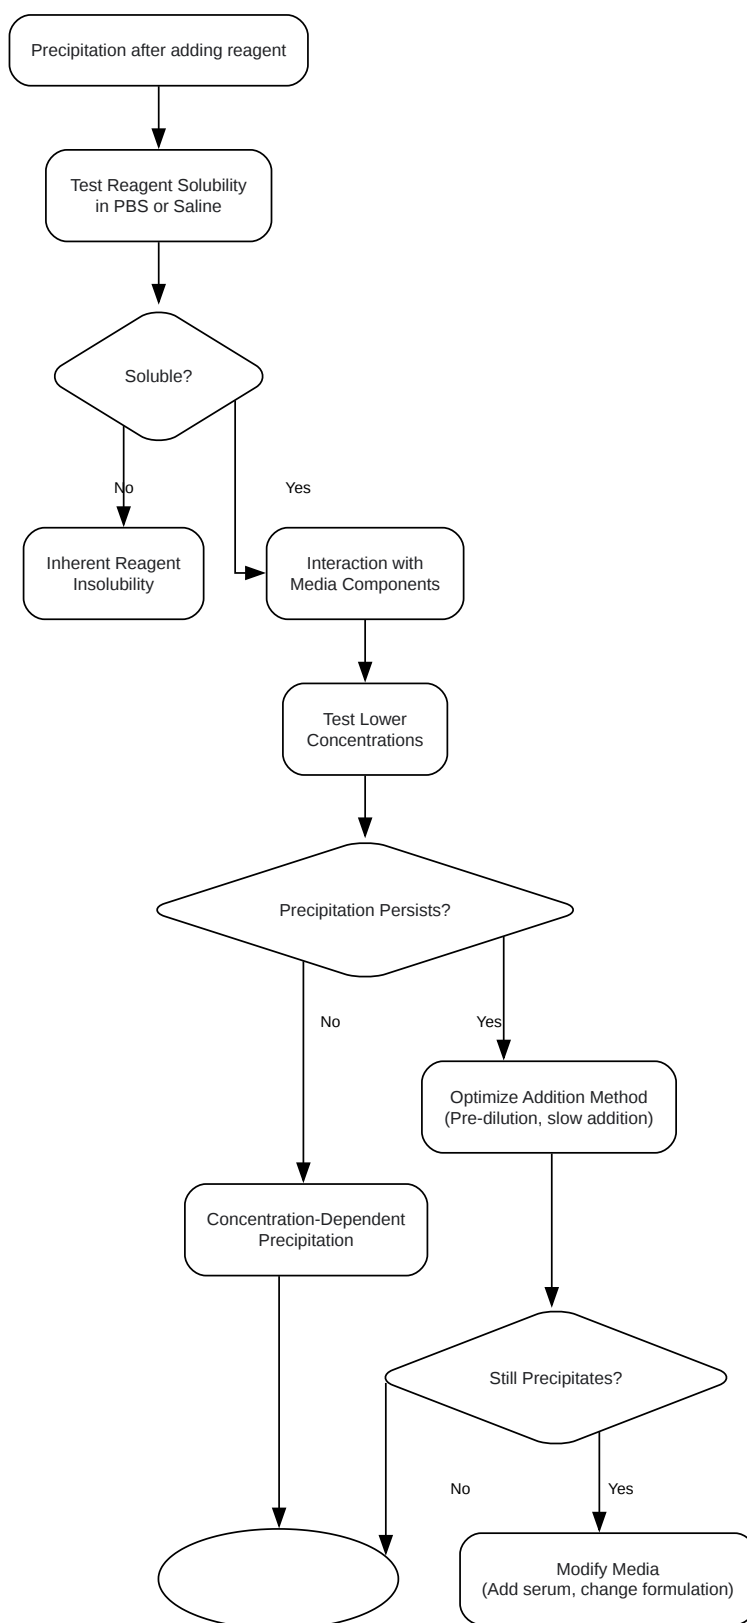 Precipitation after adding reagent
Test Reagent Solubility
in PBS or Saline
Soluble?
No
Yes
Inherent Reagent
Insolubility
Interaction with
Media Components
Test Lower
Concentrations
Precipitation Persists?
No
Yes
Optimize Addition Method
(Pre-dilution, slow addition)
Concentration-Dependent
Precipitation
Still Precipitates?
No
Yes
Modify Media
(Add serum, change formulation)